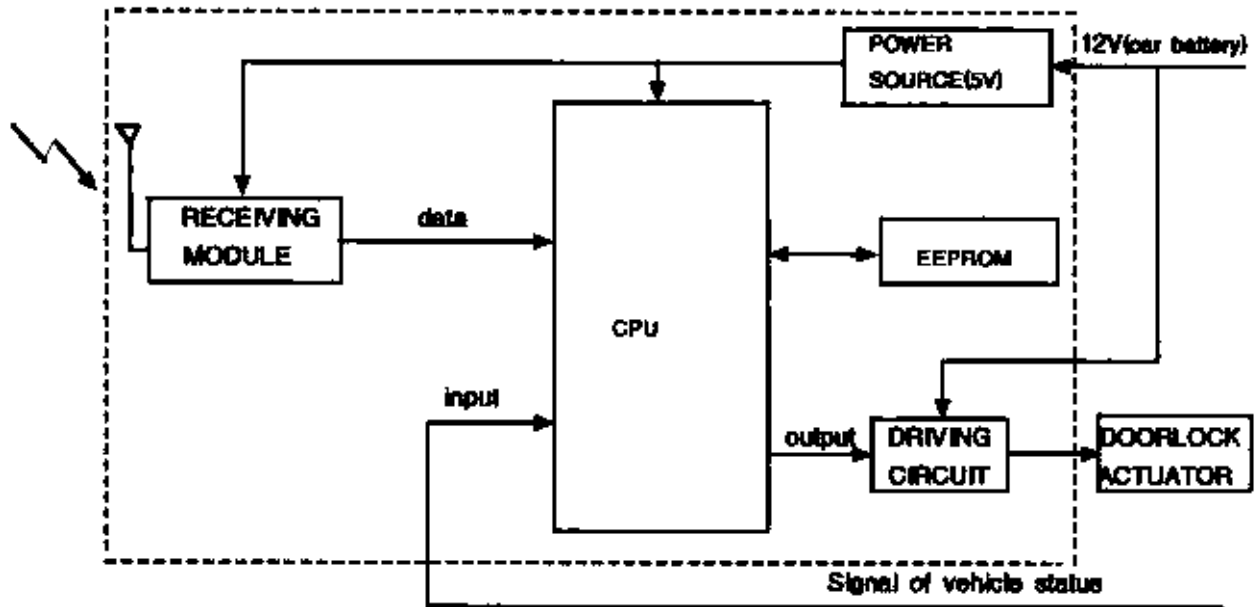 POWER
SOURCE(5V)
12V(car battery)
RECEIVING
MODULE
data
EEPROM
CPU
input
output
DRIVING
CIRCUIT
DOORLOCK
ACTUATOR
Signal of vehicle status